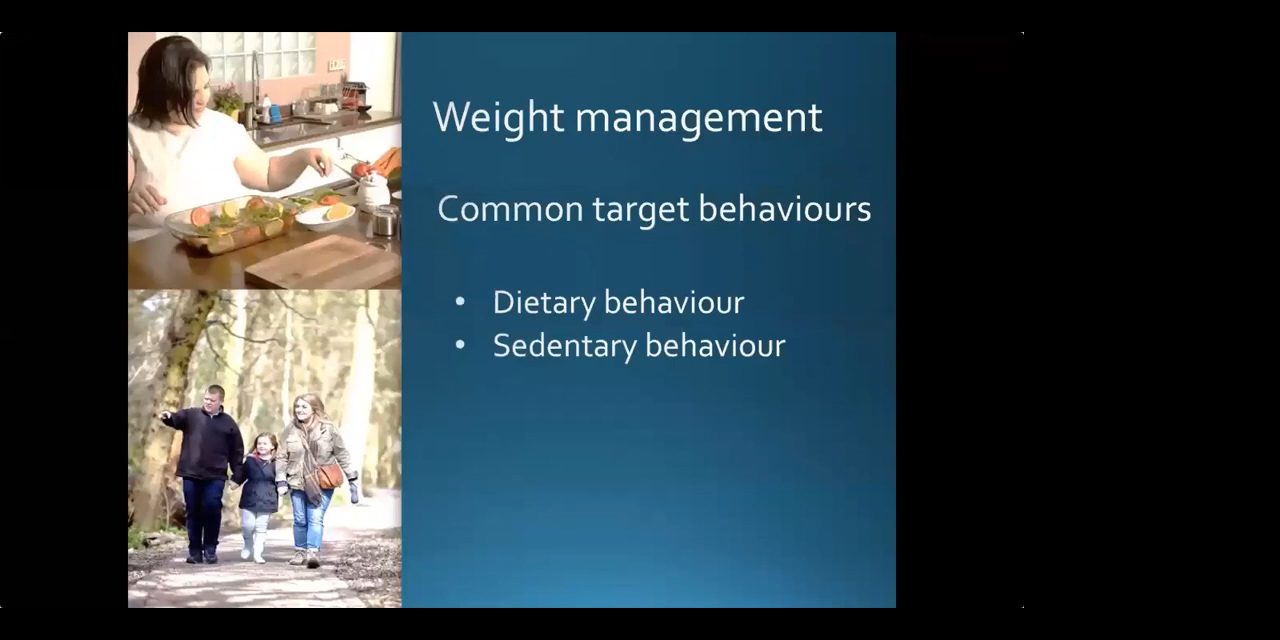 Weight management
Common target behaviours
• Dietary behaviour
• Sedentary behaviour